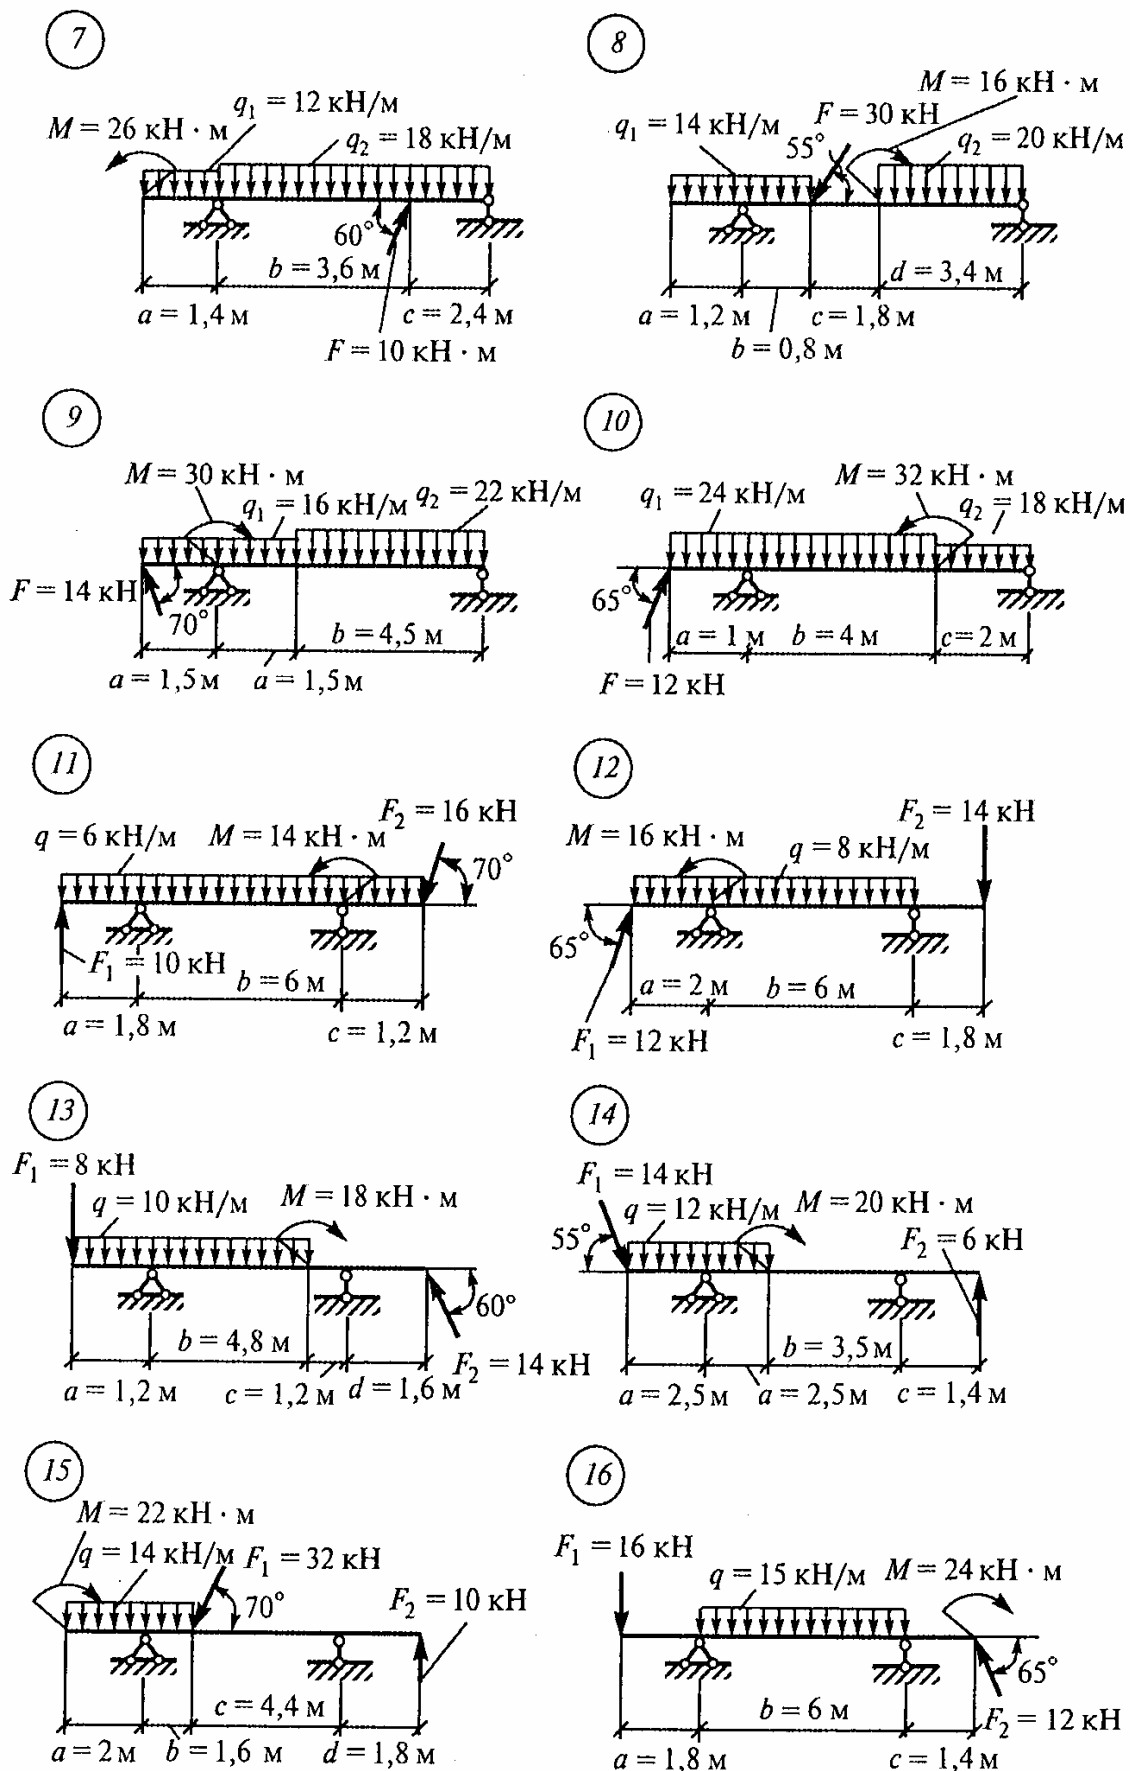 7
M = 26 кН · м
q₁ = 12 кН/м
q₂ = 18 кН/м
60°
b = 3,6 м
a = 1,4 м
c = 2,4 м
F = 10 кН · м
8
M = 16 кН · м
F = 30 кН
q₁ = 14 кН/м
55°
q₂ = 20 кН/м
d = 3,4 м
a = 1,2 м
c = 1,8 м
b = 0,8 м
9
M = 30 кН · м
q₁ = 16 кН/м
q₂ = 22 кН/м
F = 14 кН
70°
b = 4,5 м
a = 1,5 м
a = 1,5 м
10
M = 32 кН · м
q₁ = 24 кН/м
q₂ = 18 кН/м
65°
a = 1 м
b = 4 м
c = 2 м
F = 12 кН
11
F₂ = 16 кН
q = 6 кН/м
M = 14 кН · м
70°
F₁ = 10 кН
b = 6 м
a = 1,8 м
c = 1,2 м
12
F₂ = 14 кН
M = 16 кН · м
q = 8 кН/м
65°
a = 2 м
b = 6 м
F₁ = 12 кН
c = 1,8 м
13
F₁ = 8 кН
q = 10 кН/м
M = 18 кН · м
60°
b = 4,8 м
F₂ = 14 кН
a = 1,2 м
c = 1,2 м
d = 1,6 м
14
F₁ = 14 кН
q = 12 кН/м
M = 20 кН · м
55°
F₂ = 6 кН
b = 3,5 м
a = 2,5 м
a = 2,5 м
c = 1,4 м
15
M = 22 кН · м
q = 14 кН/м
F₁ = 32 кН
70°
F₂ = 10 кН
c = 4,4 м
a = 2 м
b = 1,6 м
d = 1,8 м
16
F₁ = 16 кН
q = 15 кН/м
M = 24 кН · м
65°
b = 6 м
F₂ = 12 кН
a = 1,8 м
c = 1,4 м